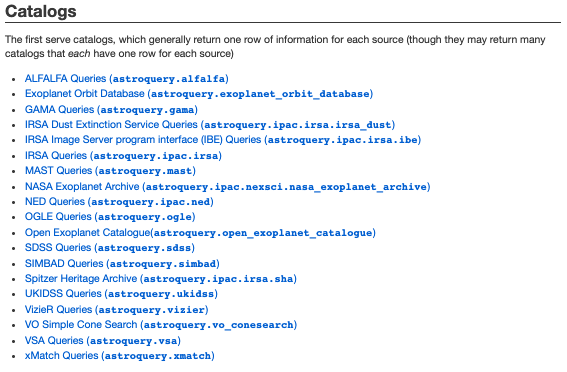 Catalogs
The first serve catalogs, which generally return one row of information for each source (though they may return many
catalogs that each have one row for each source)
• ALFALFA Queries (astroquery.alfalfa)
• Exoplanet Orbit Database (astroquery.exoplanet_orbit_database)
• GAMA Queries (astroquery.gama)
• IRSA Dust Extinction Service Queries (astroquery.ipac.irsa.irsa_dust)
• IRSA Image Server program interface (IBE) Queries (astroquery.ipac.irsa.ibe)
• IRSA Queries (astroquery.ipac.irsa)
• MAST Queries (astroquery.mast)
• NASA Exoplanet Archive (astroquery.ipac.nexsci.nasa_exoplanet_archive)
• NED Queries (astroquery.ipac.ned)
• OGLE Queries (astroquery.ogle)
• Open Exoplanet Catalogue(astroquery.open_exoplanet_catalogue)
• SDSS Queries (astroquery.sdss)
• SIMBAD Queries (astroquery.simbad)
• Spitzer Heritage Archive (astroquery.ipac.irsa.sha)
• UKIDSS Queries (astroquery.ukidss)
• VizieR Queries (astroquery.vizier)
• VO Simple Cone Search (astroquery.vo_conesearch)
• VSA Queries (astroquery.vsa)
• xMatch Queries (astroquery.xmatch)